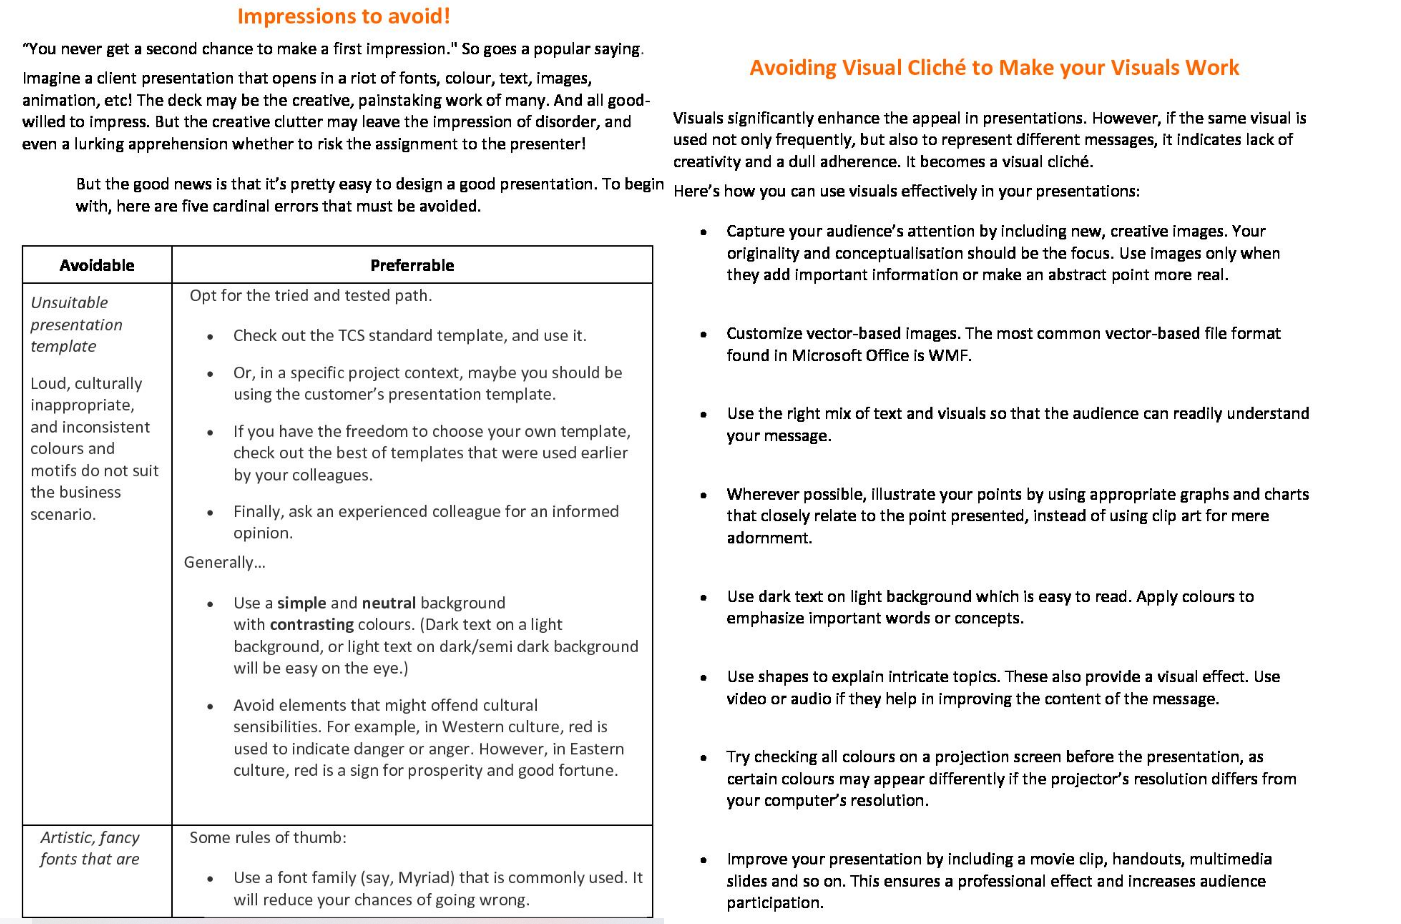 Impressions to avoid!
“You never get a second chance to make a first impression." So goes a popular saying.
Imagine a client presentation that opens in a riot of fonts, colour, text, images,
animation, etc! The deck may be the creative, painstaking work of many. And all good-
willed to impress. But the creative clutter may leave the impression of disorder, and
even a lurking apprehension whether to risk the assignment to the presenter!
But the good news is that it’s pretty easy to design a good presentation. To begin
with, here are five cardinal errors that must be avoided.
Avoidable
Preferrable
Unsuitable
presentation
template
Loud, culturally
inappropriate,
and inconsistent
colours and
motifs do not suit
the business
scenario.
Opt for the tried and tested path.
• Check out the TCS standard template, and use it.
• Or, in a specific project context, maybe you should be
using the customer’s presentation template.
• If you have the freedom to choose your own template,
check out the best of templates that were used earlier
by your colleagues.
• Finally, ask an experienced colleague for an informed
opinion.
Generally...
• Use a simple and neutral background
with contrasting colours. (Dark text on a light
background, or light text on dark/semi dark background
will be easy on the eye.)
• Avoid elements that might offend cultural
sensibilities. For example, in Western culture, red is
used to indicate danger or anger. However, in Eastern
culture, red is a sign for prosperity and good fortune.
Artistic, fancy
fonts that are
Some rules of thumb:
• Use a font family (say, Myriad) that is commonly used. It
will reduce your chances of going wrong.
Avoiding Visual Cliché to Make your Visuals Work
Visuals significantly enhance the appeal in presentations. However, if the same visual is
used not only frequently, but also to represent different messages, it indicates lack of
creativity and a dull adherence. It becomes a visual cliché.
Here’s how you can use visuals effectively in your presentations:
• Capture your audience’s attention by including new, creative images. Your
originality and conceptualisation should be the focus. Use images only when
they add important information or make an abstract point more real.
• Customize vector-based images. The most common vector-based file format
found in Microsoft Office is WMF.
• Use the right mix of text and visuals so that the audience can readily understand
your message.
• Wherever possible, illustrate your points by using appropriate graphs and charts
that closely relate to the point presented, instead of using clip art for mere
adornment.
• Use dark text on light background which is easy to read. Apply colours to
emphasize important words or concepts.
• Use shapes to explain intricate topics. These also provide a visual effect. Use
video or audio if they help in improving the content of the message.
• Try checking all colours on a projection screen before the presentation, as
certain colours may appear differently if the projector’s resolution differs from
your computer’s resolution.
• Improve your presentation by including a movie clip, handouts, multimedia
slides and so on. This ensures a professional effect and increases audience
participation.